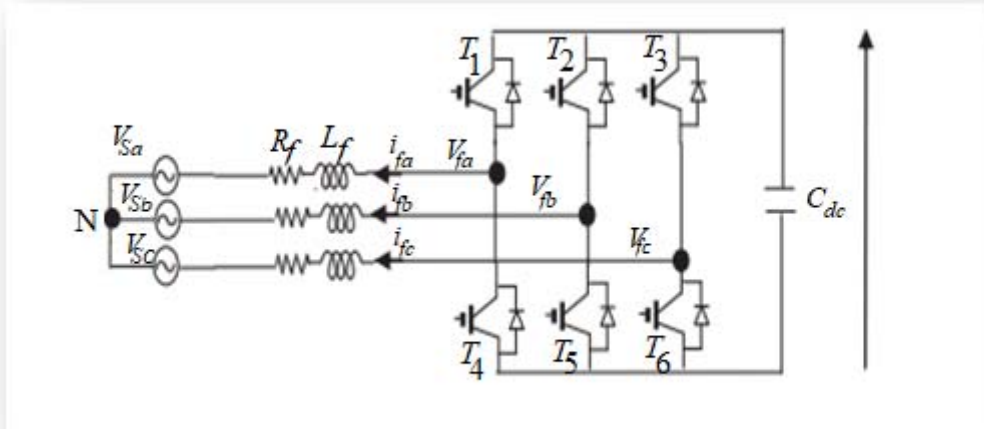 T1 T2 T3
VSa Rf Lf ifa Vfa
VSb ifb Vfb
N Cdc
VSc ifc Vfc
T4 T5 T6